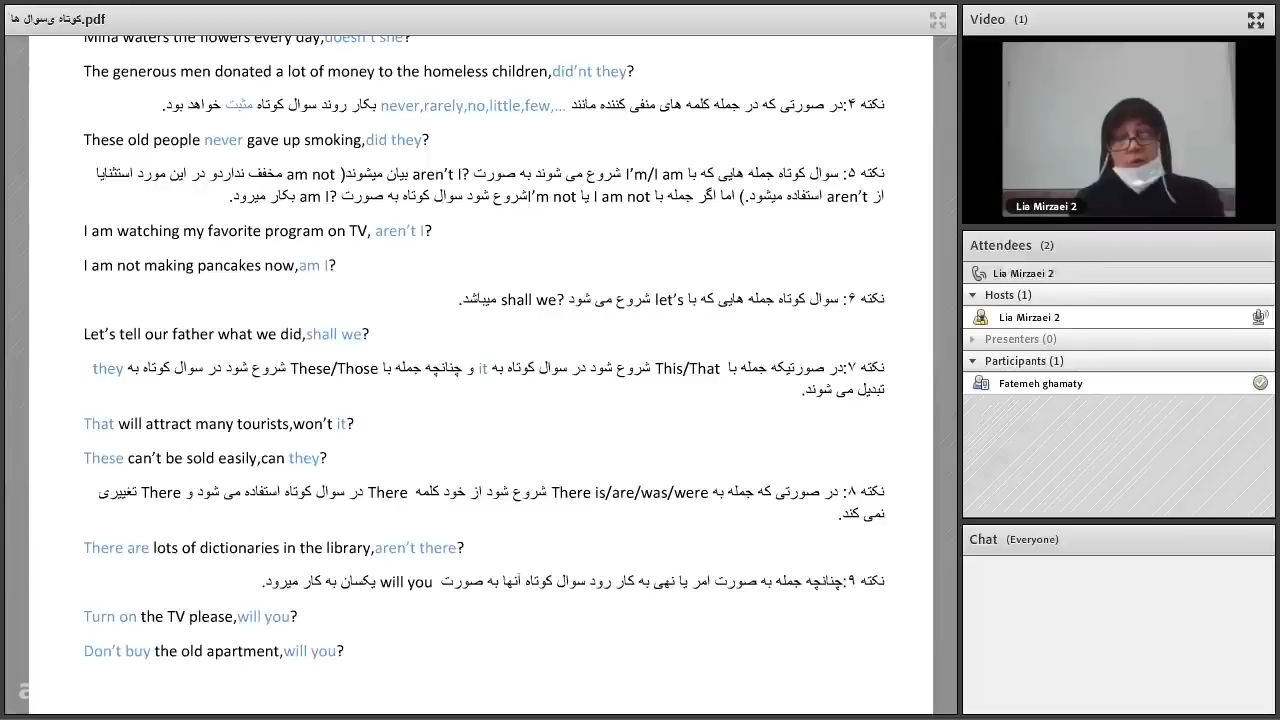 کوتاه ی‌سوال ها.pdf
Mina waters the flowers every day,doesn't she?
The generous men donated a lot of money to the homeless children,did'nt they?
نکته ۴:در صورتی که در جمله کلمه های منفی کننده مانند never,rarely,no,little,few,... بکار روند سوال کوتاه مثبت خواهد بود.
These old people never gave up smoking,did they?
نکته ۵: سوال کوتاه جمله هایی که با I'm/I am شروع می شوند به صورت aren't I? بیان میشوند( am not مخفف نداردو در این مورد استثنایا
از aren't استفاده میشود.) اما اگر جمله با I am not یا I'm notشروع شود سوال کوتاه به صورت am I? بکار میرود.
I am watching my favorite program on TV, aren't I?
I am not making pancakes now,am I?
نکته ۶: سوال کوتاه جمله هایی که با let's شروع می شود shall we? میباشد.
Let's tell our father what we did,shall we?
نکته ۷:در صورتیکه جمله با This/That شروع شود در سوال کوتاه به it و چنانچه جمله با These/Those شروع شود در سوال کوتاه به they
تبدیل می شوند.
That will attract many tourists,won't it?
These can't be sold easily,can they?
نکته ۸: در صورتی که جمله به There is/are/was/were شروع شود از خود کلمه There در سوال کوتاه استفاده می شود و There تغییری
نمی کند.
There are lots of dictionaries in the library,aren't there?
نکته ۹:چنانچه جمله به صورت امر یا نهی به کار رود سوال کوتاه آنها به صورت will you یکسان به کار میرود.
Turn on the TV please,will you?
Don't buy the old apartment,will you?
Video (1)
Lia Mirzaei 2
Attendees (2)
Lia Mirzaei 2
Hosts (1)
Lia Mirzaei 2
Presenters (0)
Participants (1)
Fatemeh ghamaty
Chat (Everyone)